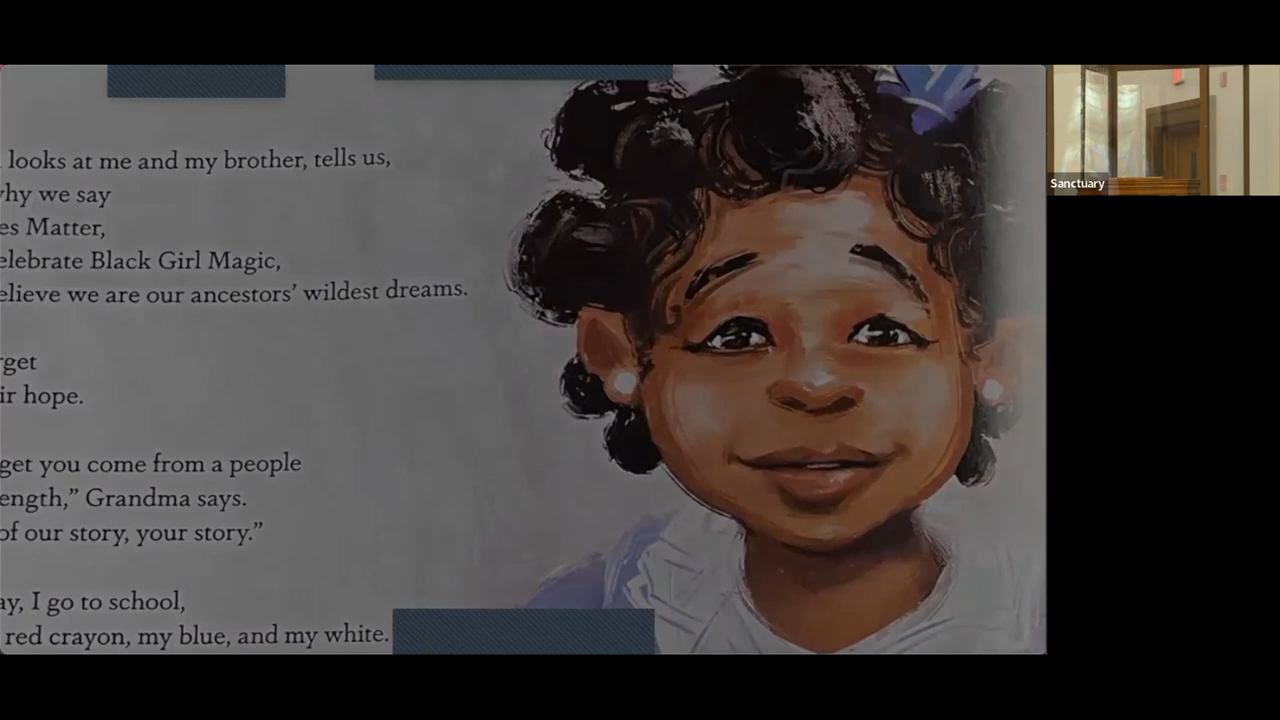 looks at me and my brother, tells us,
why we say
es Matter,
elebrate Black Girl Magic,
elieve we are our ancestors’ wildest dreams.
rget
ir hope.
get you come from a people
ength,” Grandma says.
of our story, your story.”
ay, I go to school,
red crayon, my blue, and my white.
Sanctuary